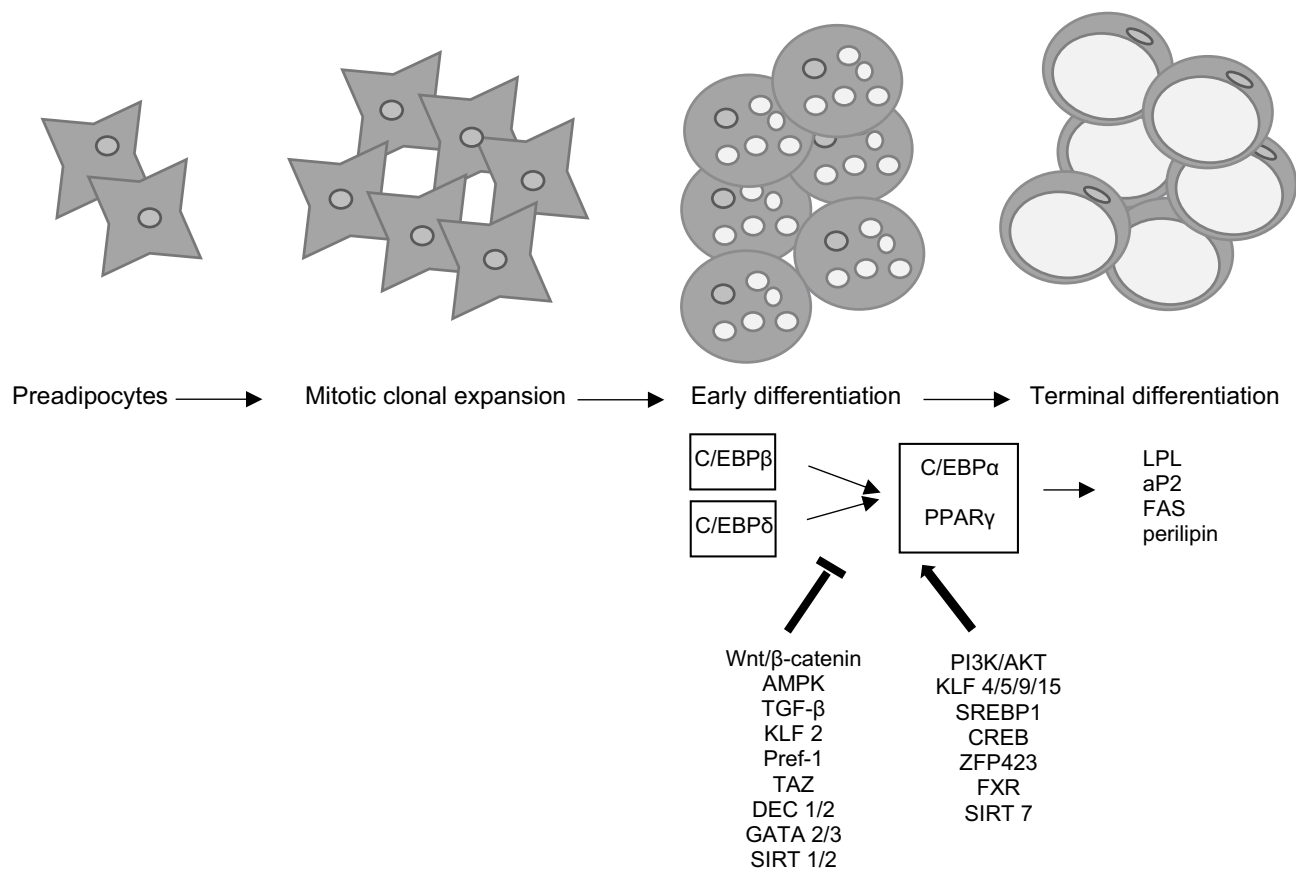 Preadipocytes
Mitotic clonal expansion
Early differentiation
Terminal differentiation
C/EBPβ
C/EBPδ
C/EBPα
PPARγ
LPL
aP2
FAS
perilipin
Wnt/β-catenin
AMPK
TGF-β
KLF 2
Pref-1
TAZ
DEC 1/2
GATA 2/3
SIRT 1/2
PI3K/AKT
KLF 4/5/9/15
SREBP1
CREB
ZFP423
FXR
SIRT 7